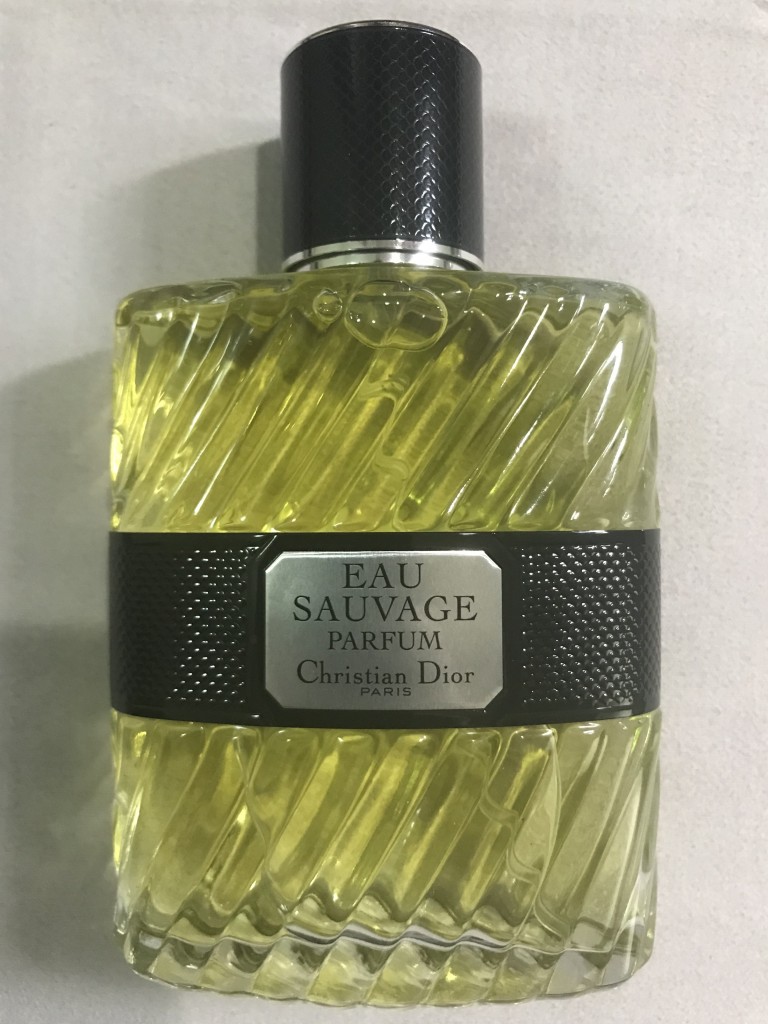 EAU
SAUVAGE
PARFUM
Christian Dior
PARIS